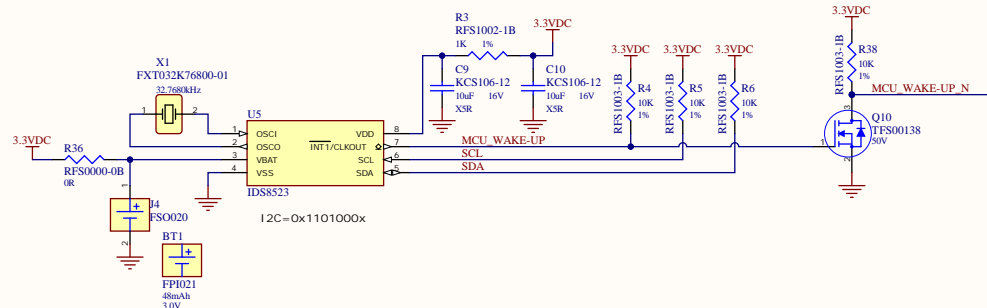 3.3VDC
R3
RFS1002-1B
1K 1%
3.3VDC
C9
KCS106-12
10uF 16V
X5R
C10
KCS106-12
10uF 16V
X5R
3.3VDC
3.3VDC
3.3VDC
RFS1003-1B
R4
10K
1%
RFS1003-1B
R5
10K
1%
RFS1003-1B
R6
10K
1%
RFS1003-1B
R38
10K
1%
MCU_WAKE-UP_N
X1
FXT032K76800-01
32.7680kHz
1
2
U5
1 OSCI
2 OSCO
3 VBAT
4 VSS
VDD 8
INT1/CLKOUT 7
SCL 6
SDA 5
IDS8523
MCU_WAKE-UP
SCL
SDA
3
Q10
TFS00138
50V
1
2
3.3VDC
R36
RFS0000-0B
0R
1
J4
FSO020
2
I2C=0x1101000x
BT1
FPI021
48mAh
3.0V